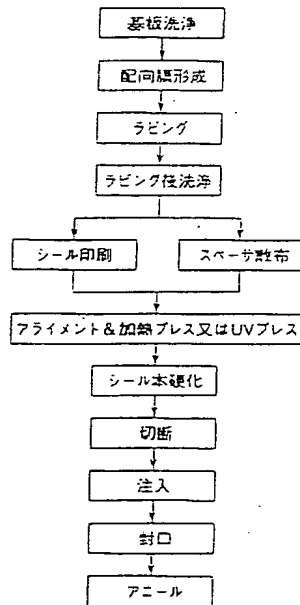 基板洗浄
配向膜形成
ラビング
ラビング後洗浄
シール印刷
スペーサ散布
アライメント&加熱プレス又はUVプレス
シール本硬化
切断
注入
封口
アニール